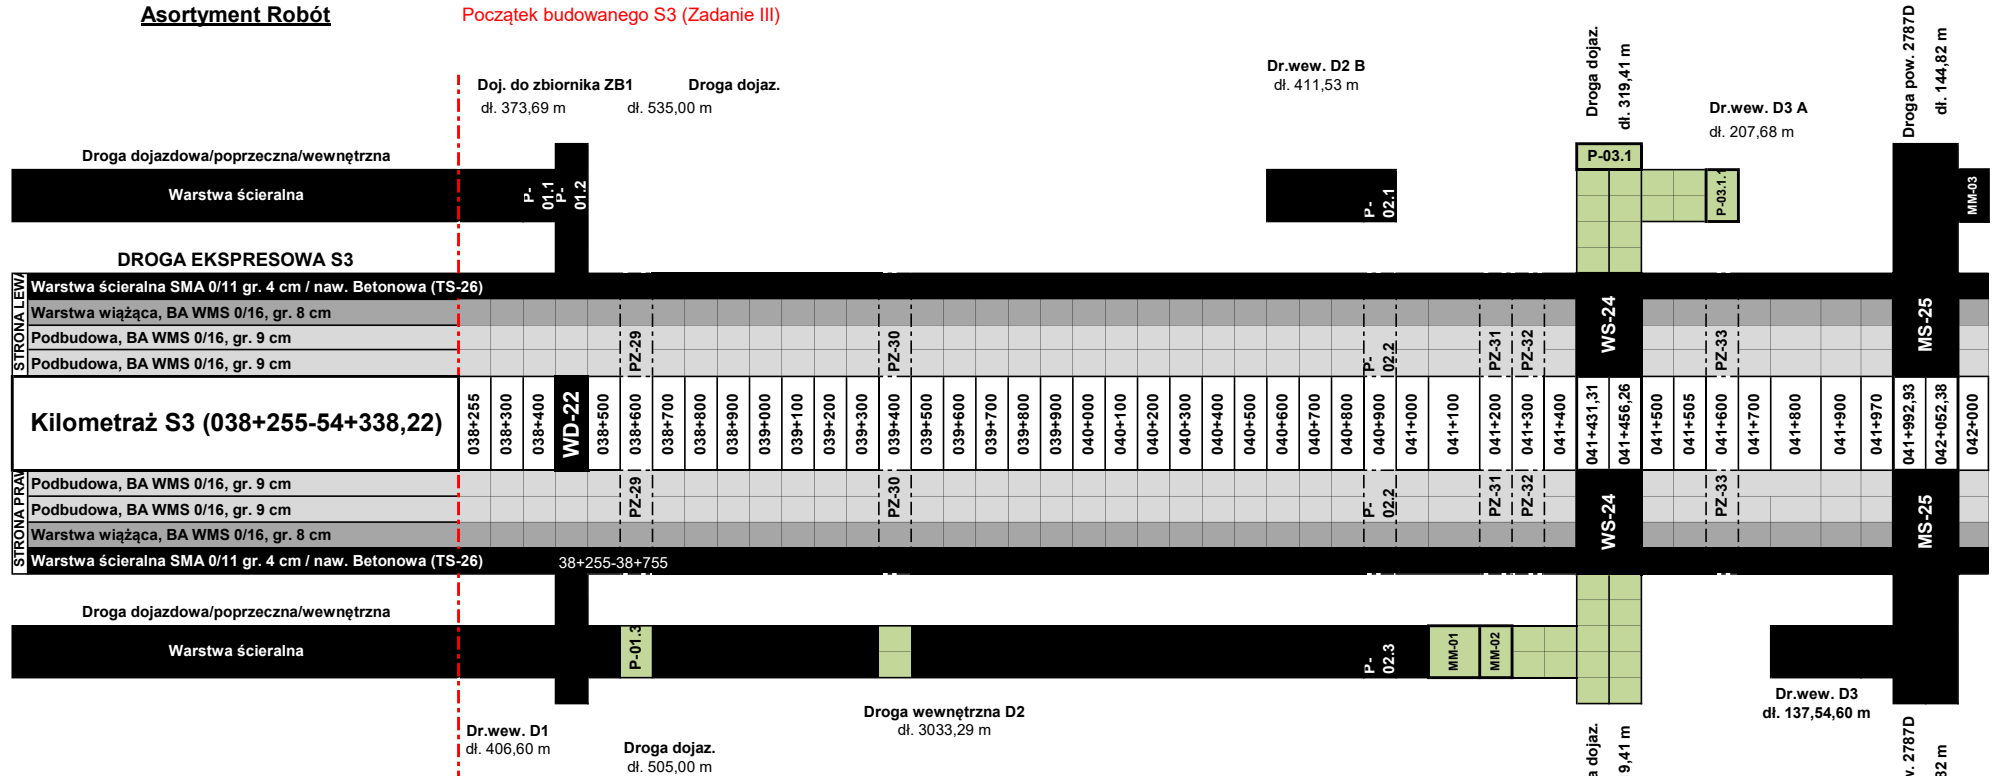 Asortyment Robót
Początek budowanego S3 (Zadanie III)
Doj. do zbiornika ZB1
dł. 373,69 m
Droga dojaz.
dł. 535,00 m
Dr.wew. D2 B
dł. 411,53 m
Droga dojaz.
dł. 319,41 m
Dr.wew. D3 A
dł. 207,68 m
Droga pow. 2787D
dł. 144,82 m
Droga dojazdowa/poprzeczna/wewnętrzna
Warstwa ścieralna
P-
01.1
P-
01.2
P-
02.1
P-03.1
P-03.1.1
MM-03
DROGA EKSPRESOWA S3
STRONA LEWA
Warstwa ścieralna SMA 0/11 gr. 4 cm / naw. Betonowa (TS-26)
Warstwa wiążąca, BA WMS 0/16, gr. 8 cm
Podbudowa, BA WMS 0/16, gr. 9 cm
Podbudowa, BA WMS 0/16, gr. 9 cm
PZ-29
PZ-30
P-
02.2
PZ-31
PZ-32
WS-24
PZ-33
MS-25
Kilometraż S3 (038+255-54+338,22)
038+255
038+300
038+400
WD-22
038+500
038+600
038+700
038+800
038+900
039+000
039+100
039+200
039+300
039+400
039+500
039+600
039+700
039+800
039+900
040+000
040+100
040+200
040+300
040+400
040+500
040+600
040+700
040+800
040+900
041+000
041+100
041+200
041+300
041+400
041+431,31
041+456,26
041+500
041+505
041+600
041+700
041+800
041+900
041+970
041+992,93
042+052,38
042+000
STRONA PRAW
Podbudowa, BA WMS 0/16, gr. 9 cm
Podbudowa, BA WMS 0/16, gr. 9 cm
Warstwa wiążąca, BA WMS 0/16, gr. 8 cm
Warstwa ścieralna SMA 0/11 gr. 4 cm / naw. Betonowa (TS-26)
PZ-29
PZ-30
P-
02.2
PZ-31
PZ-32
WS-24
PZ-33
MS-25
38+255-38+755
Droga dojazdowa/poprzeczna/wewnętrzna
Warstwa ścieralna
P-01.3
P-
02.3
MM-01
MM-02
Dr.wew. D1
dł. 406,60 m
Droga dojaz.
dł. 505,00 m
Droga wewnętrzna D2
dł. 3033,29 m
Dr.wew. D3
dł. 137,54,60 m
a dojaz.
9,41 m
w. 2787D
32 m